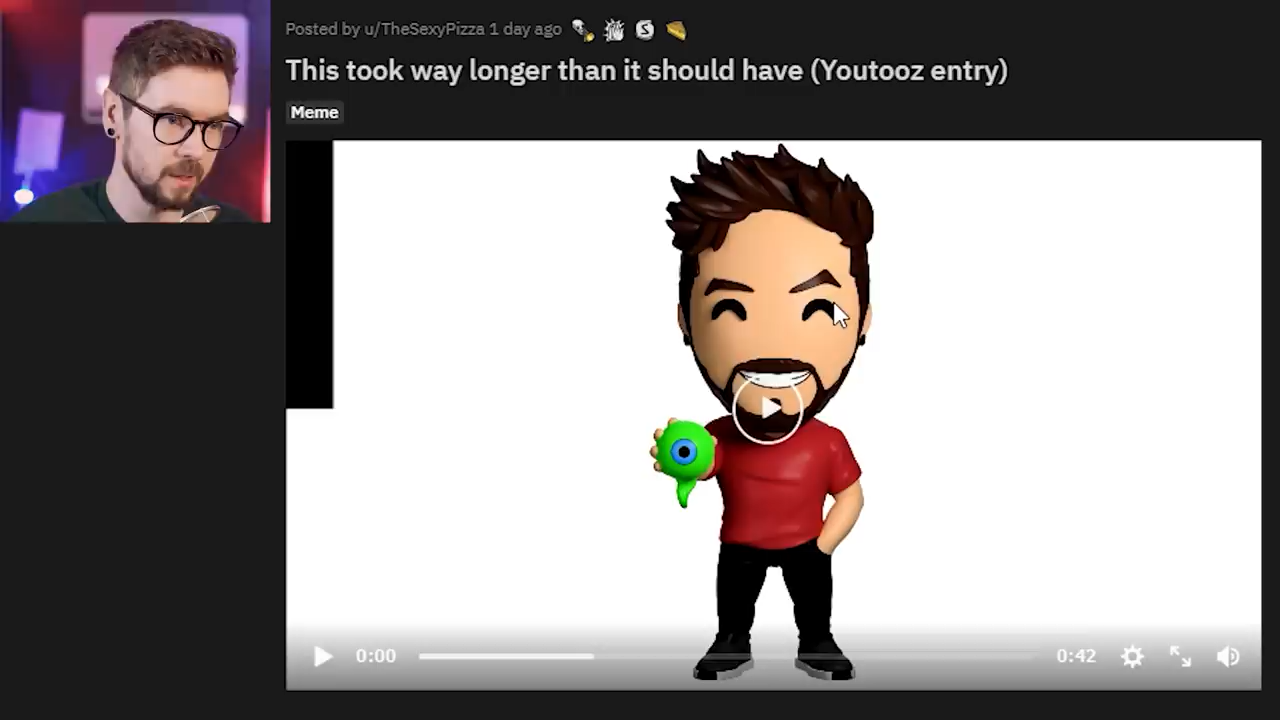 Posted by u/TheSexyPizza 1 day ago
This took way longer than it should have (Youtooz entry)
Meme
0:00
0:42